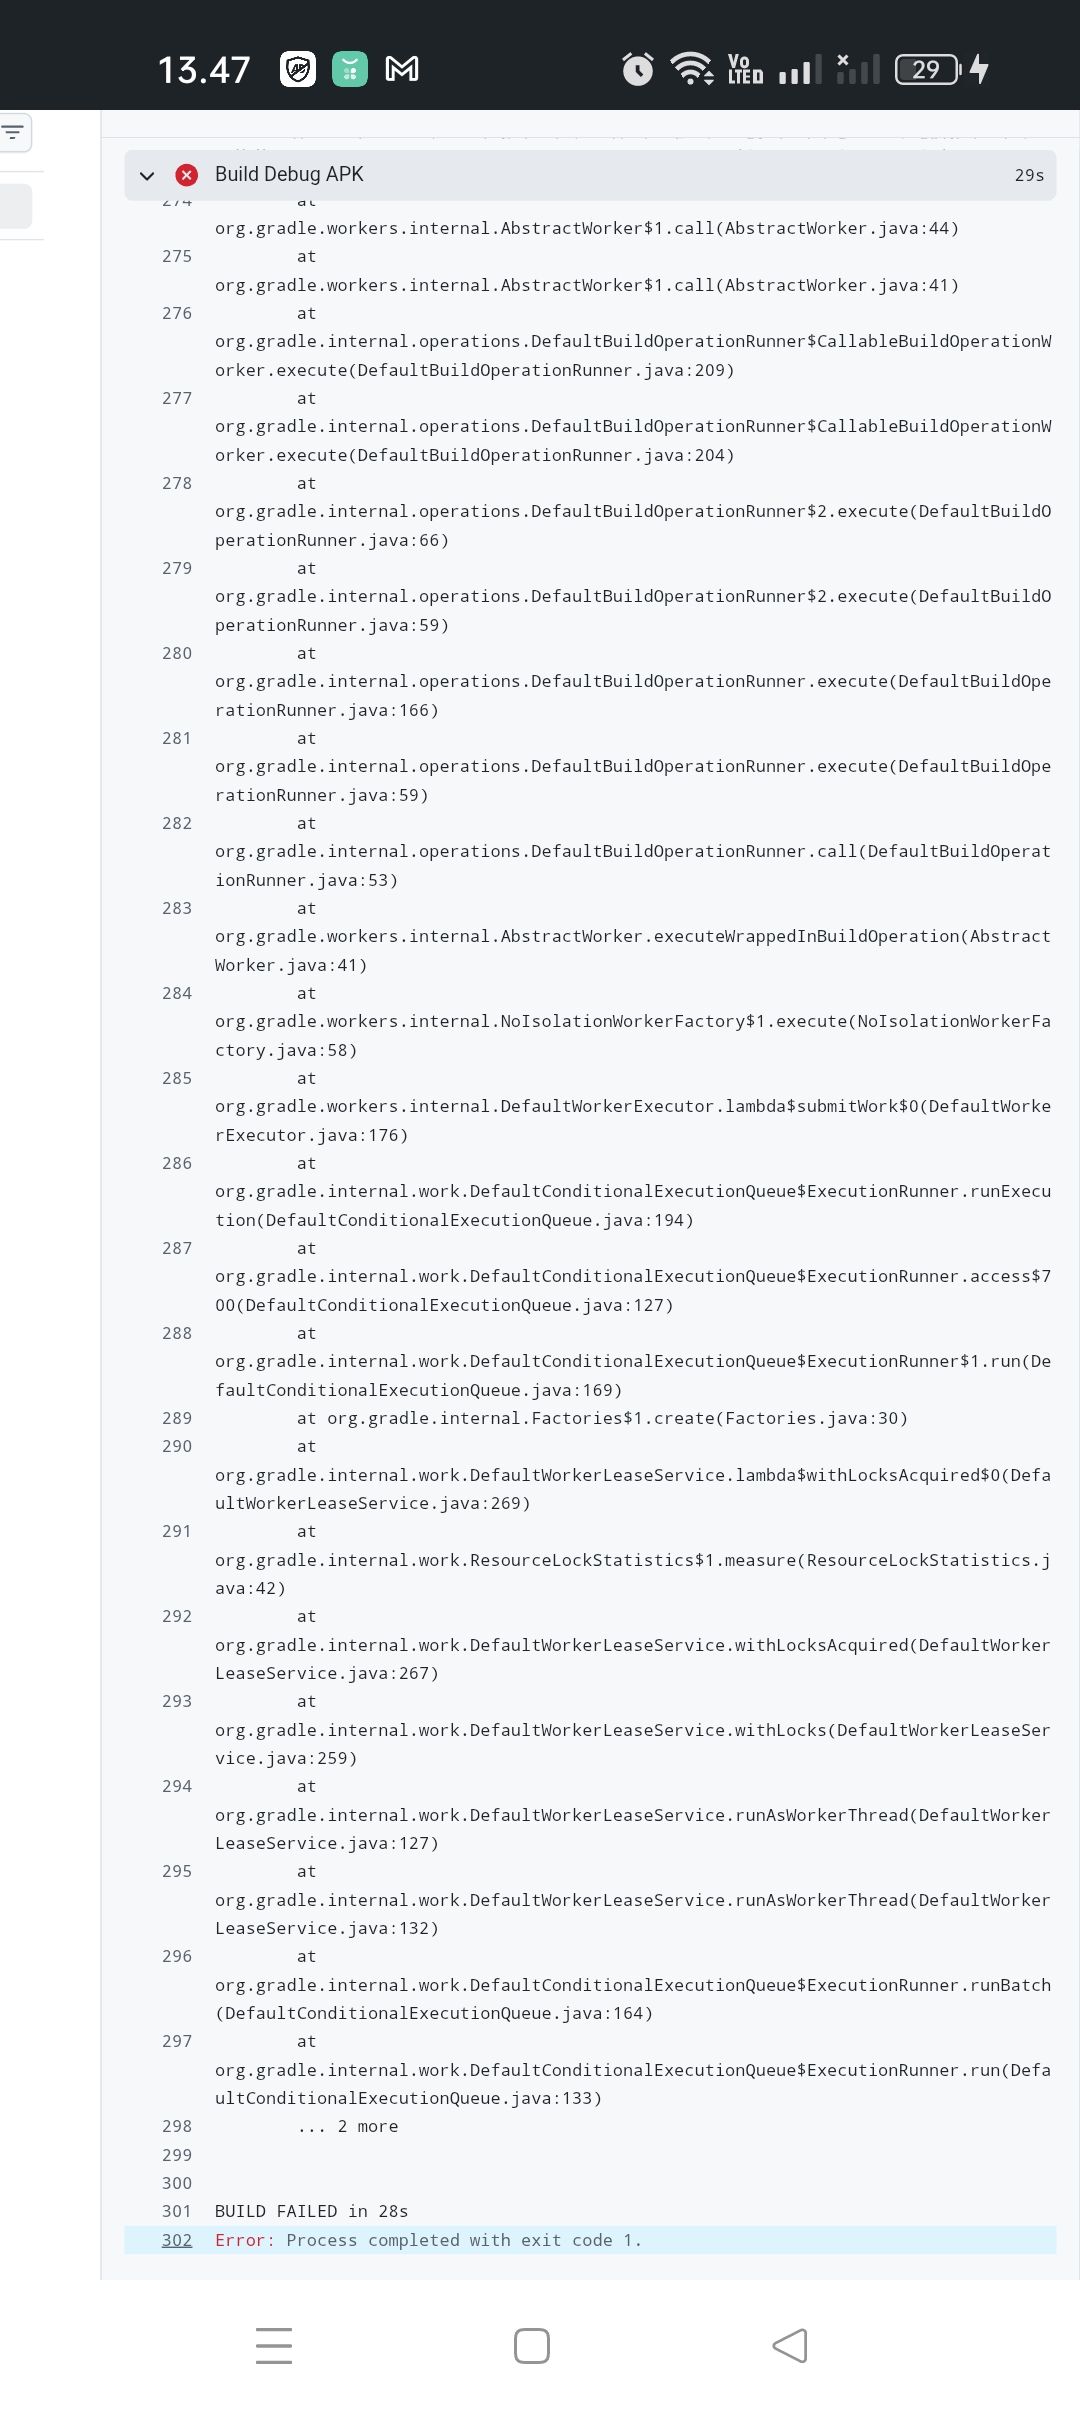 13.47
Vo
LTED
29
Build Debug APK
29s
274 at
org.gradle.workers.internal.AbstractWorker$1.call(AbstractWorker.java:44)
275 at
org.gradle.workers.internal.AbstractWorker$1.call(AbstractWorker.java:41)
276 at
org.gradle.internal.operations.DefaultBuildOperationRunner$CallableBuildOperationW
orker.execute(DefaultBuildOperationRunner.java:209)
277 at
org.gradle.internal.operations.DefaultBuildOperationRunner$CallableBuildOperationW
orker.execute(DefaultBuildOperationRunner.java:204)
278 at
org.gradle.internal.operations.DefaultBuildOperationRunner$2.execute(DefaultBuildO
perationRunner.java:66)
279 at
org.gradle.internal.operations.DefaultBuildOperationRunner$2.execute(DefaultBuildO
perationRunner.java:59)
280 at
org.gradle.internal.operations.DefaultBuildOperationRunner.execute(DefaultBuildOpe
rationRunner.java:166)
281 at
org.gradle.internal.operations.DefaultBuildOperationRunner.execute(DefaultBuildOpe
rationRunner.java:59)
282 at
org.gradle.internal.operations.DefaultBuildOperationRunner.call(DefaultBuildOperat
ionRunner.java:53)
283 at
org.gradle.workers.internal.AbstractWorker.executeWrappedInBuildOperation(Abstract
Worker.java:41)
284 at
org.gradle.workers.internal.NoIsolationWorkerFactory$1.execute(NoIsolationWorkerFa
ctory.java:58)
285 at
org.gradle.workers.internal.DefaultWorkerExecutor.lambda$submitWork$0(DefaultWorke
rExecutor.java:176)
286 at
org.gradle.internal.work.DefaultConditionalExecutionQueue$ExecutionRunner.runExecu
tion(DefaultConditionalExecutionQueue.java:194)
287 at
org.gradle.internal.work.DefaultConditionalExecutionQueue$ExecutionRunner.access$7
00(DefaultConditionalExecutionQueue.java:127)
288 at
org.gradle.internal.work.DefaultConditionalExecutionQueue$ExecutionRunner$1.run(De
faultConditionalExecutionQueue.java:169)
289 at org.gradle.internal.Factories$1.create(Factories.java:30)
290 at
org.gradle.internal.work.DefaultWorkerLeaseService.lambda$withLocksAcquired$0(Defa
ultWorkerLeaseService.java:269)
291 at
org.gradle.internal.work.ResourceLockStatistics$1.measure(ResourceLockStatistics.j
ava:42)
292 at
org.gradle.internal.work.DefaultWorkerLeaseService.withLocksAcquired(DefaultWorker
LeaseService.java:267)
293 at
org.gradle.internal.work.DefaultWorkerLeaseService.withLocks(DefaultWorkerLeaseSer
vice.java:259)
294 at
org.gradle.internal.work.DefaultWorkerLeaseService.runAsWorkerThread(DefaultWorker
LeaseService.java:127)
295 at
org.gradle.internal.work.DefaultWorkerLeaseService.runAsWorkerThread(DefaultWorker
LeaseService.java:132)
296 at
org.gradle.internal.work.DefaultConditionalExecutionQueue$ExecutionRunner.runBatch
(DefaultConditionalExecutionQueue.java:164)
297 at
org.gradle.internal.work.DefaultConditionalExecutionQueue$ExecutionRunner.run(Defa
ultConditionalExecutionQueue.java:133)
298 ... 2 more
299
300
301 BUILD FAILED in 28s
302 Error: Process completed with exit code 1.